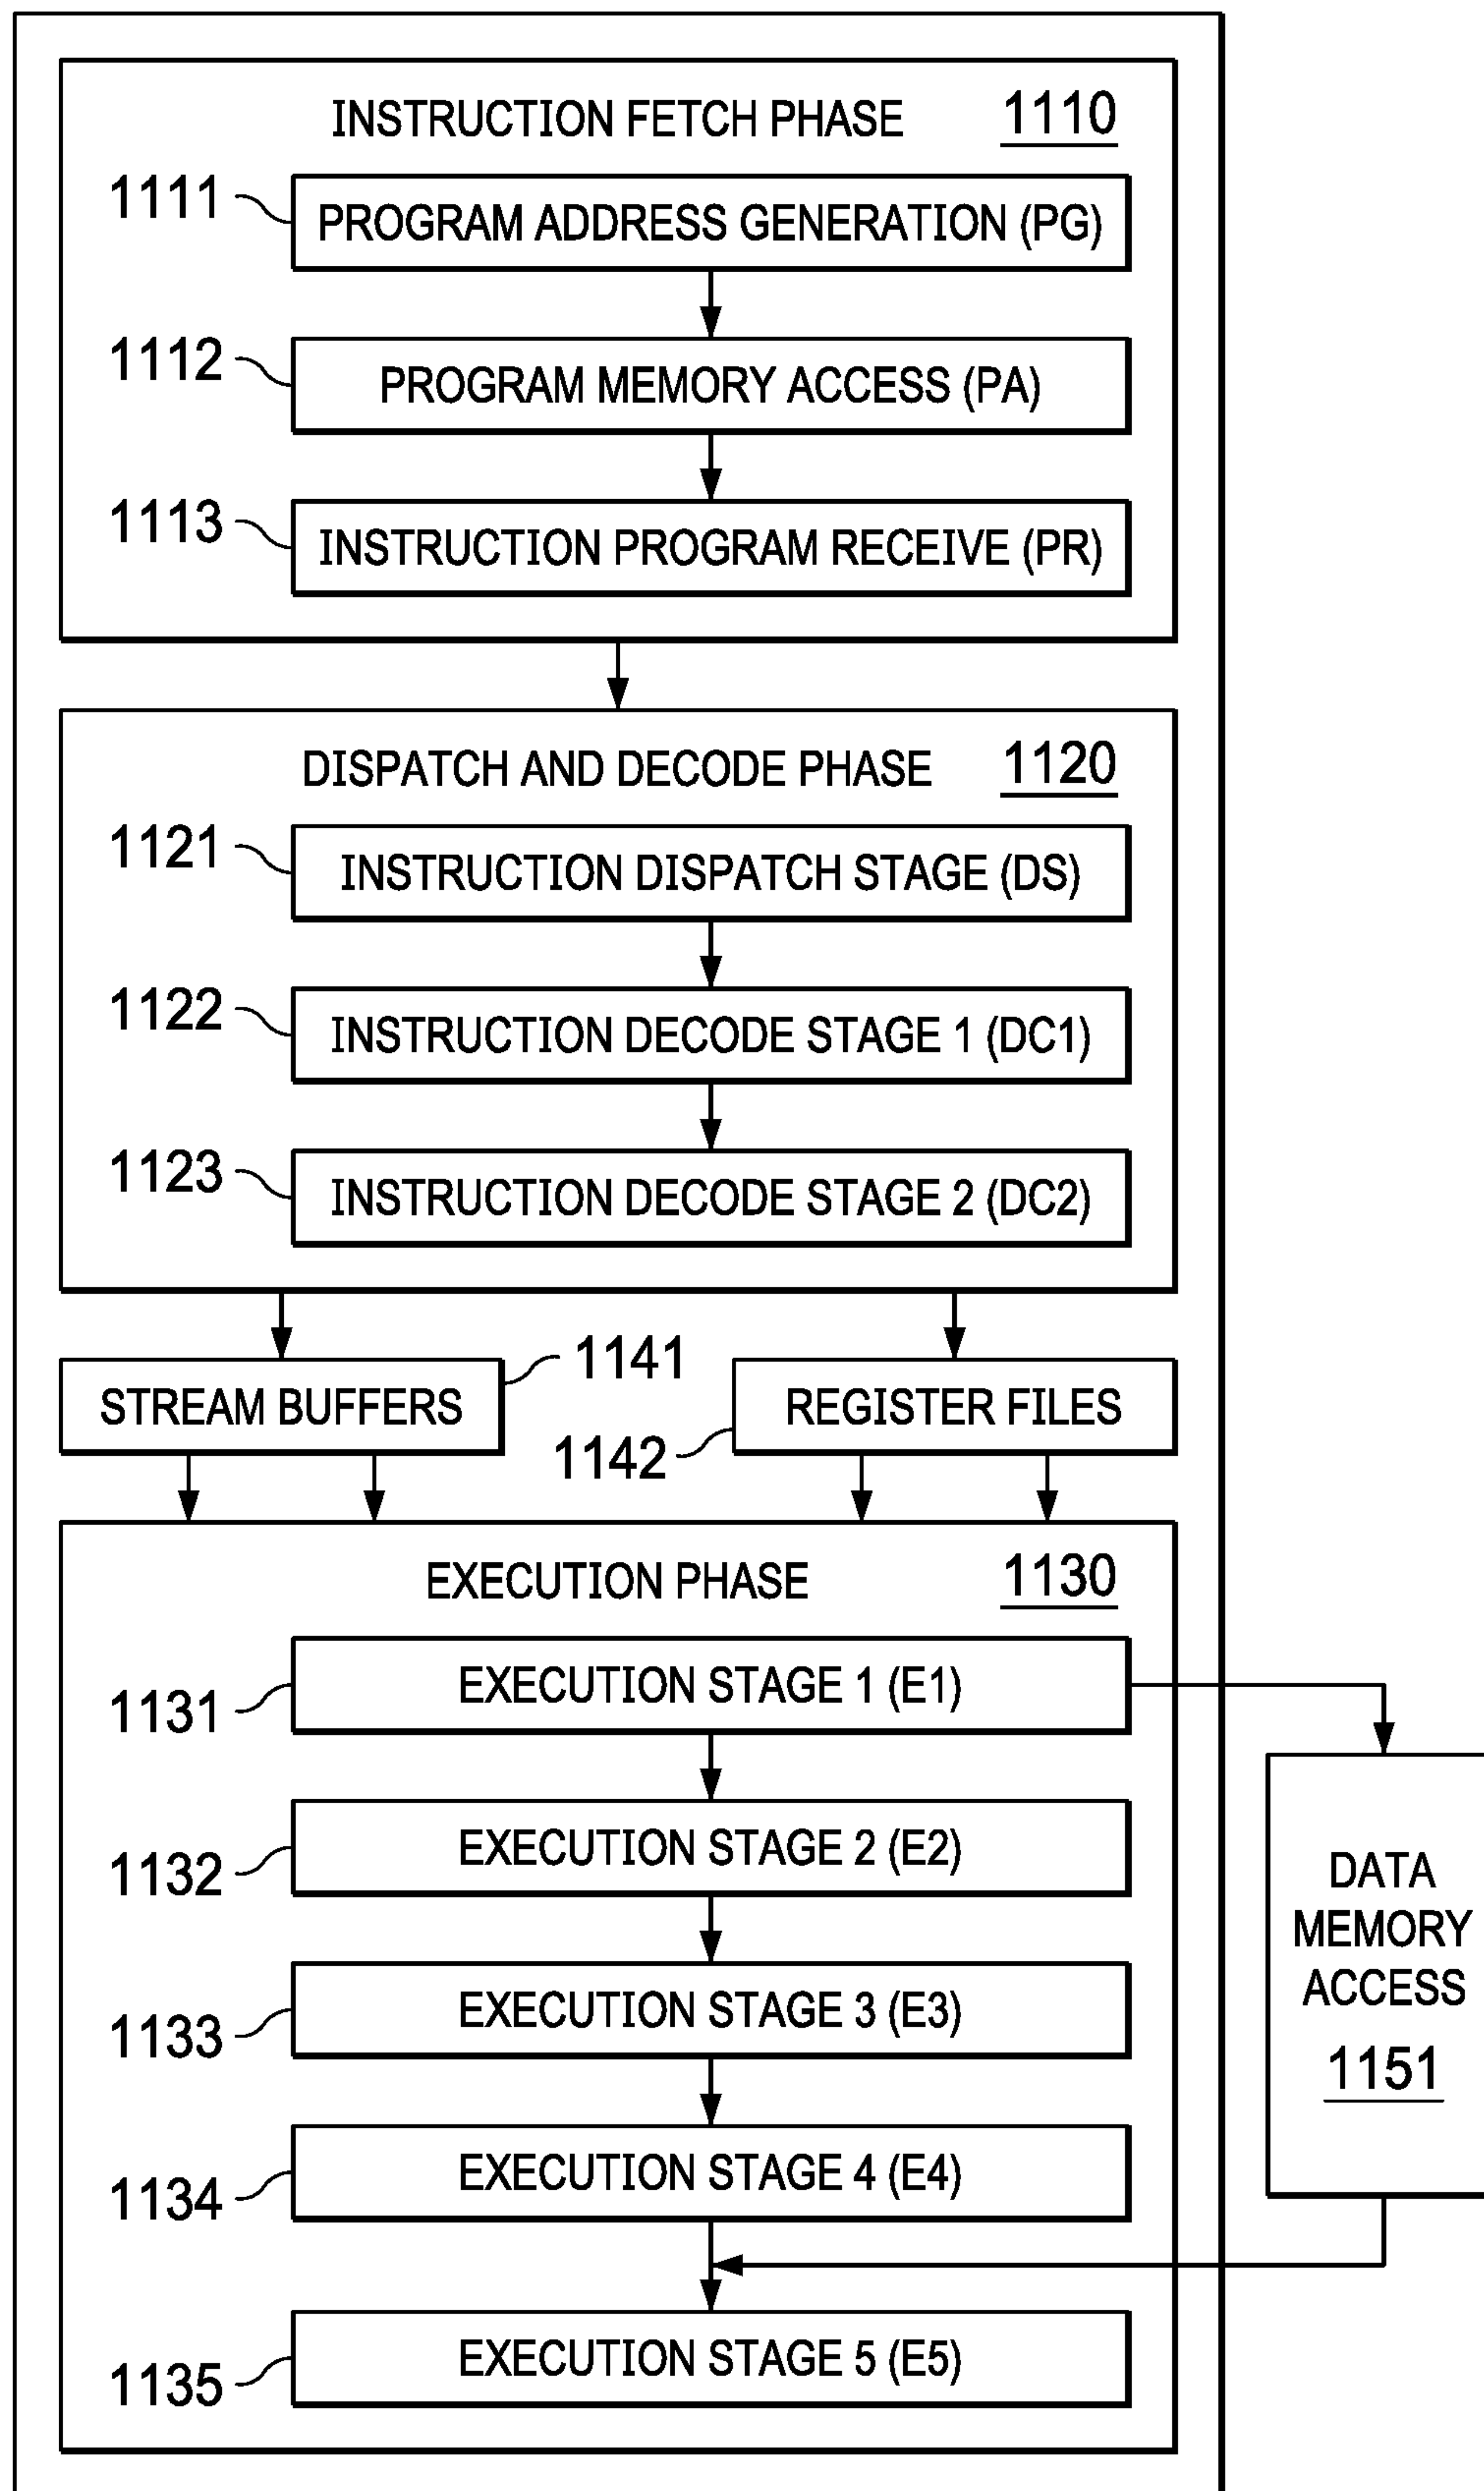 INSTRUCTION FETCH PHASE 1110
1111 PROGRAM ADDRESS GENERATION (PG)
1112 PROGRAM MEMORY ACCESS (PA)
1113 INSTRUCTION PROGRAM RECEIVE (PR)
DISPATCH AND DECODE PHASE 1120
1121 INSTRUCTION DISPATCH STAGE (DS)
1122 INSTRUCTION DECODE STAGE 1 (DC1)
1123 INSTRUCTION DECODE STAGE 2 (DC2)
STREAM BUFFERS 1141
1142 REGISTER FILES
EXECUTION PHASE 1130
1131 EXECUTION STAGE 1 (E1)
1132 EXECUTION STAGE 2 (E2)
1133 EXECUTION STAGE 3 (E3)
1134 EXECUTION STAGE 4 (E4)
1135 EXECUTION STAGE 5 (E5)
DATA
MEMORY
ACCESS
1151